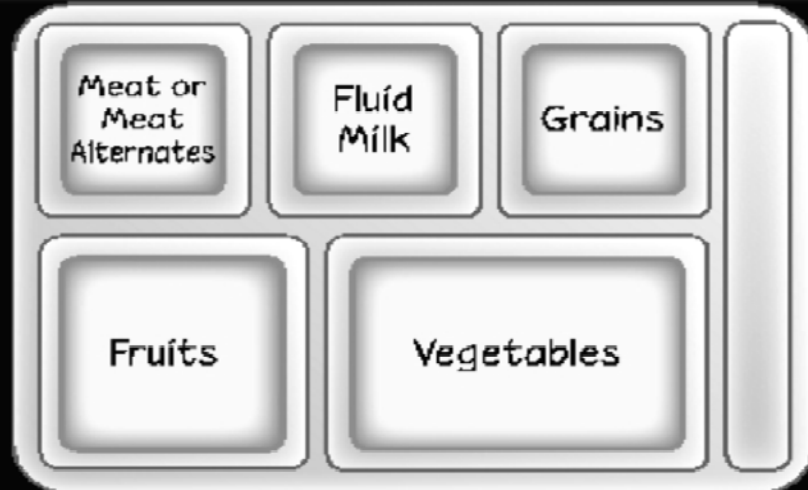 Meat or
Meat
Alternates
Fluid
Milk
Grains
Fruits
Vegetables